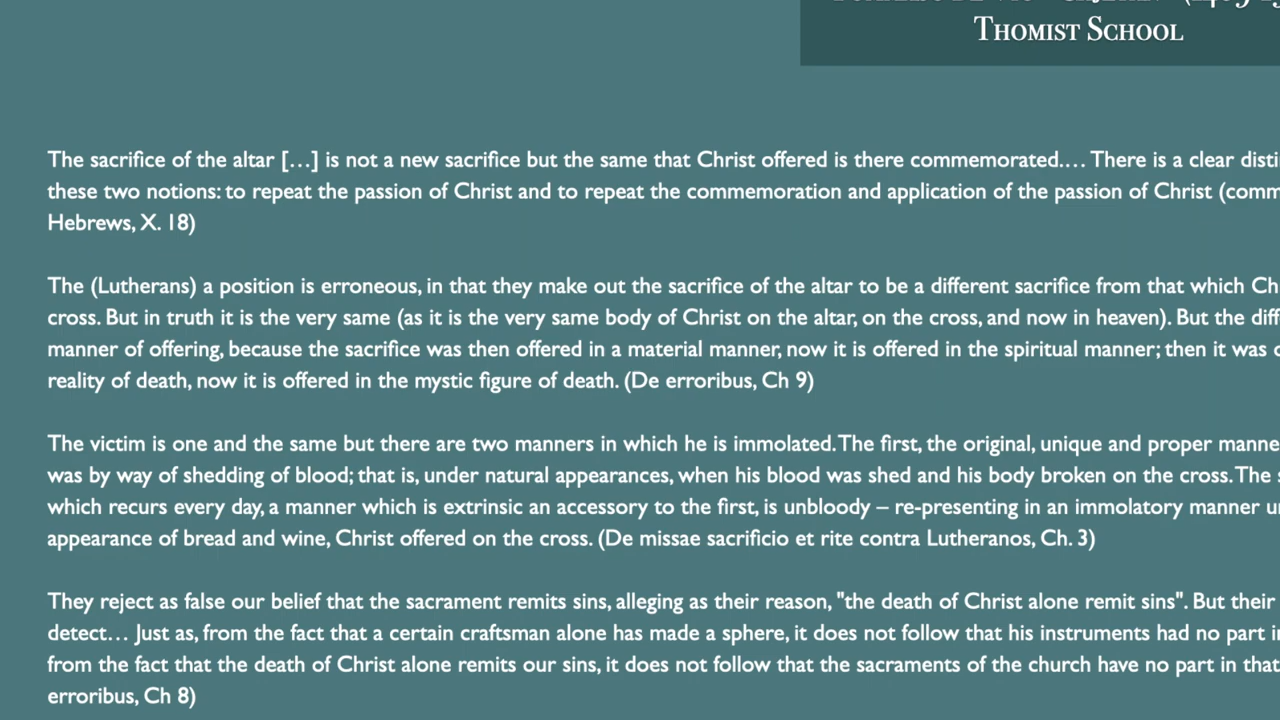 Thomist School
The sacrifice of the altar […] is not a new sacrifice but the same that Christ offered is there commemorated.… There is a clear
these two notions: to repeat the passion of Christ and to repeat the commemoration and application of the passion of Christ
Hebrews, X. 18)
The (Lutherans) a position is erroneous, in that they make out the sacrifice of the altar to be a different sacrifice from that which
cross. But in truth it is the very same (as it is the very same body of Christ on the altar, on the cross, and now in heaven). But the
manner of offering, because the sacrifice was then offered in a material manner, now it is offered in the spiritual manner; then it was
reality of death, now it is offered in the mystic figure of death. (De erroribus, Ch 9)
The victim is one and the same but there are two manners in which he is immolated. The first, the original, unique and proper
was by way of shedding of blood; that is, under natural appearances, when his blood was shed and his body broken on the cross. The
which recurs every day, a manner which is extrinsic an accessory to the first, is unbloody – re-presenting in an immolatory manner
appearance of bread and wine, Christ offered on the cross. (De missae sacrificio et rite contra Lutheranos, Ch. 3)
They reject as false our belief that the sacrament remits sins, alleging as their reason, "the death of Christ alone remit sins". But their
detect… Just as, from the fact that a certain craftsman alone has made a sphere, it does not follow that his instruments had no part
from the fact that the death of Christ alone remits our sins, it does not follow that the sacraments of the church have no part in that
erroribus, Ch 8)